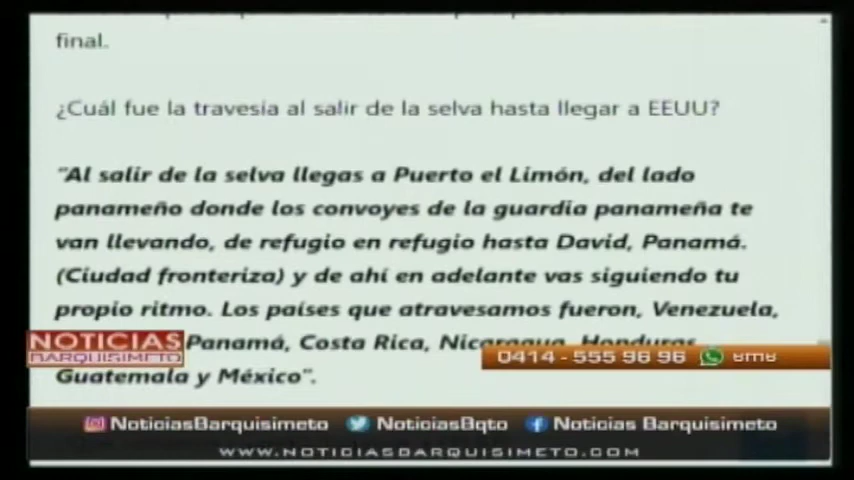 final.
¿Cuál fue la travesía al salir de la selva hasta llegar a EEUU?
"Al salir de la selva llegas a Puerto el Limón, del lado
panameño donde los convoyes de la guardia panameña te
van llevando, de refugio en refugio hasta David, Panamá.
(Ciudad fronteriza) y de ahí en adelante vas siguiendo tu
propio ritmo. Los países que atravesamos fueron, Venezuela,
Panamá, Costa Rica, Nicaragua, Honduras,
Guatemala y México".
NOTICIAS
BARQUISIMETO
0414 - 555 96 96
NoticiasBarquisimeto NoticiasBqto Noticias Barquisimeto
WWW.NOTICIASBARQUISIMETO.COM